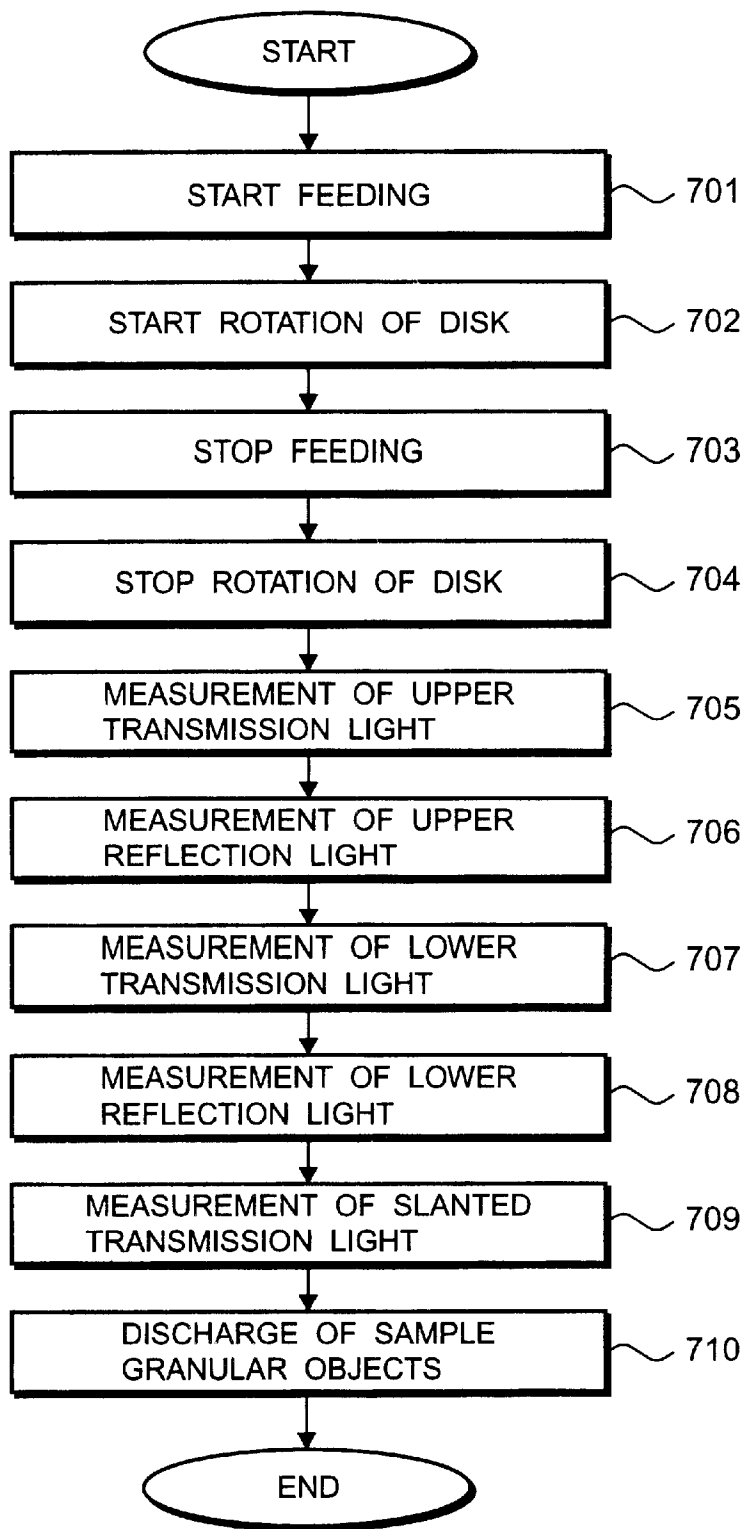 START
START FEEDING 701
START ROTATION OF DISK 702
STOP FEEDING 703
STOP ROTATION OF DISK 704
MEASUREMENT OF UPPER
TRANSMISSION LIGHT 705
MEASUREMENT OF UPPER
REFLECTION LIGHT 706
MEASUREMENT OF LOWER
TRANSMISSION LIGHT 707
MEASUREMENT OF LOWER
REFLECTION LIGHT 708
MEASUREMENT OF SLANTED
TRANSMISSION LIGHT 709
DISCHARGE OF SAMPLE
GRANULAR OBJECTS 710
END